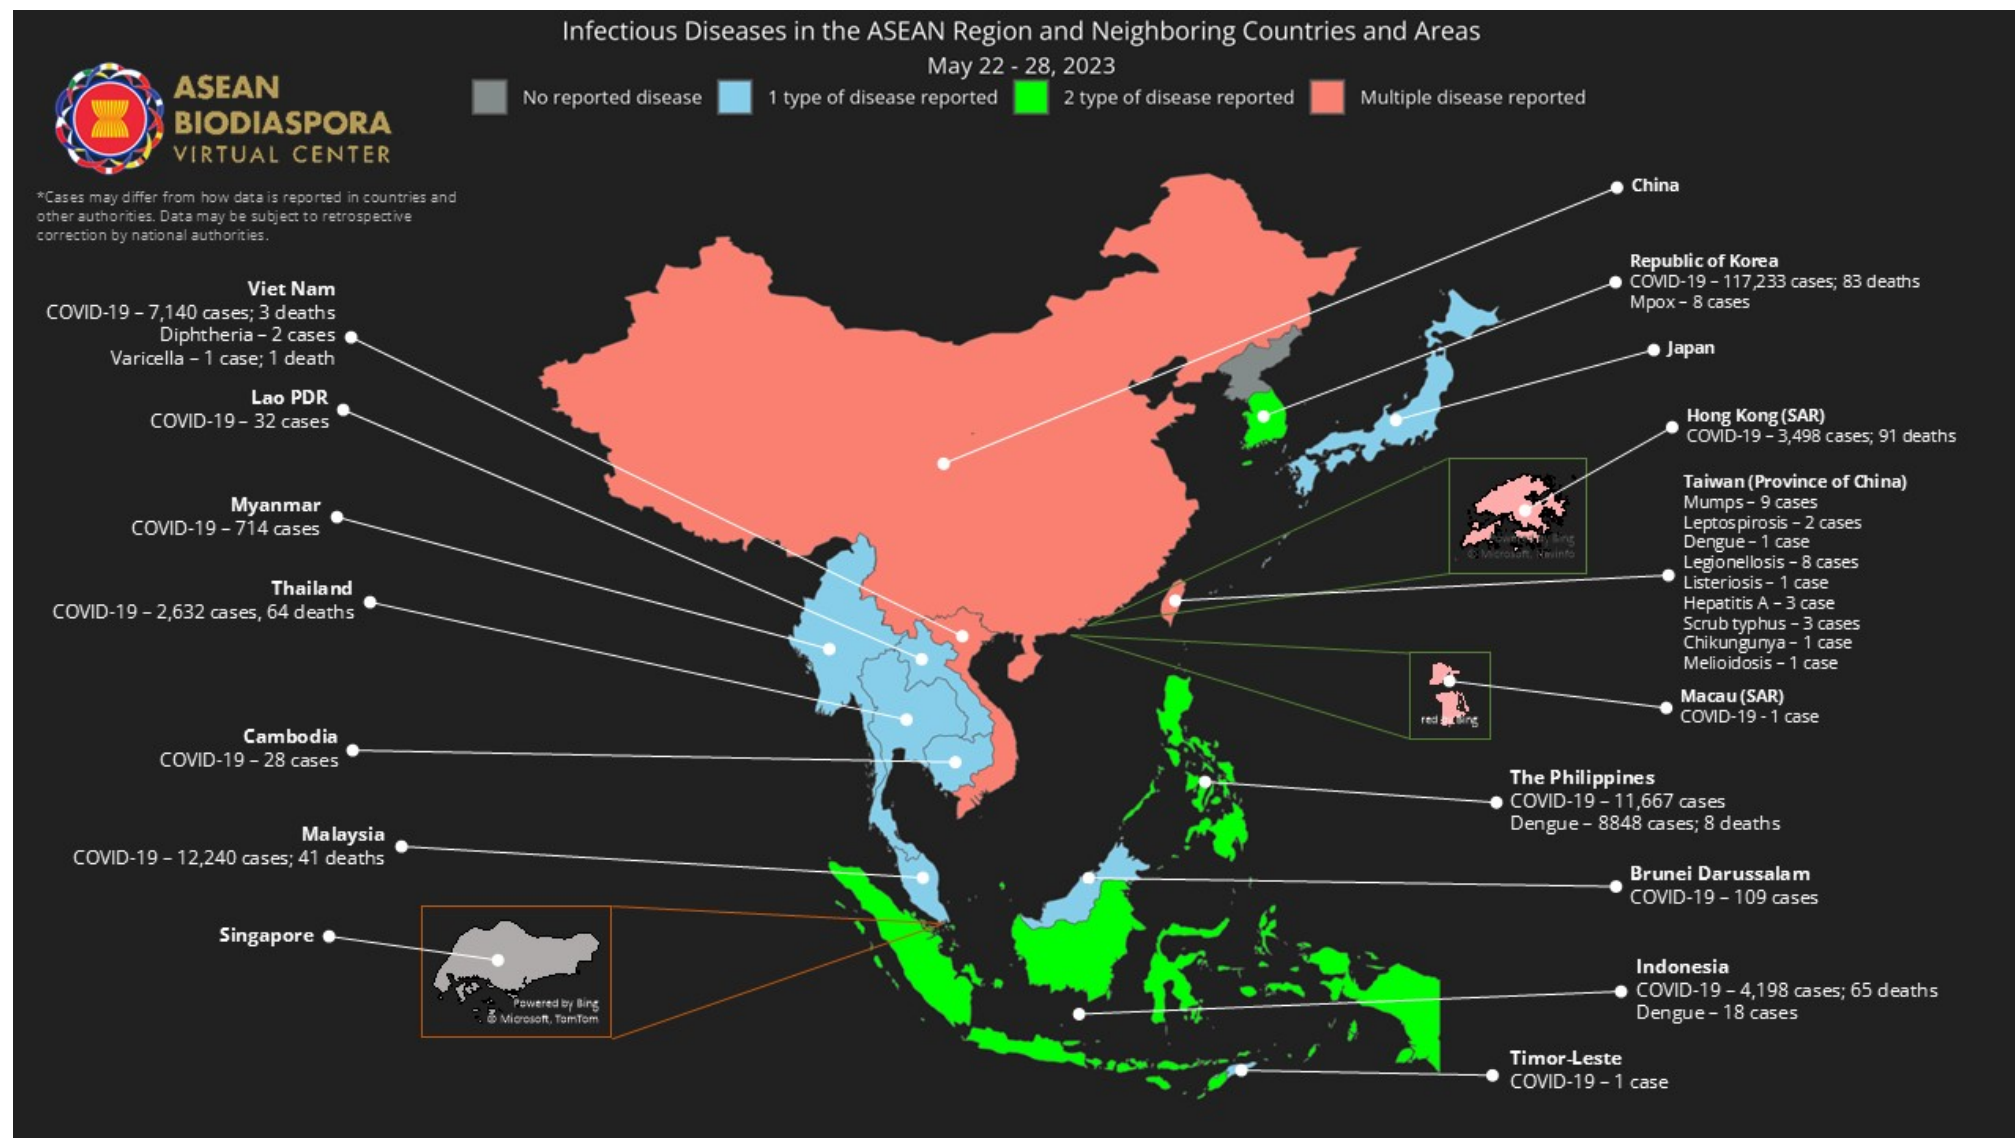 Infectious Diseases in the ASEAN Region and Neighboring Countries and Areas
May 22 - 28, 2023
No reported disease
1 type of disease reported
2 type of disease reported
Multiple disease reported
ASEAN
BIODIASPORA
VIRTUAL CENTER
*Cases may differ from how data is reported in countries and
other authorities. Data may be subject to retrospective
correction by national authorities.
Viet Nam
COVID-19 – 7,140 cases; 3 deaths
Diphtheria – 2 cases
Varicella – 1 case; 1 death
Lao PDR
COVID-19 – 32 cases
Myanmar
COVID-19 – 714 cases
Thailand
COVID-19 – 2,632 cases, 64 deaths
Cambodia
COVID-19 – 28 cases
Malaysia
COVID-19 – 12,240 cases; 41 deaths
Singapore
Powered by Bing
© Microsoft, TomTom
China
Republic of Korea
COVID-19 – 117,233 cases; 83 deaths
Mpox – 8 cases
Japan
Hong Kong (SAR)
COVID-19 – 3,498 cases; 91 deaths
Powered by Bing
© Microsoft, Navinfo
Taiwan (Province of China)
Mumps – 9 cases
Leptospirosis – 2 cases
Dengue – 1 case
Legionellosis – 8 cases
Listeriosis – 1 case
Hepatitis A – 3 case
Scrub typhus – 3 cases
Chikungunya – 1 case
Melioidosis – 1 case
Macau (SAR)
COVID-19 - 1 case
red by Bing
The Philippines
COVID-19 – 11,667 cases
Dengue – 8848 cases; 8 deaths
Brunei Darussalam
COVID-19 – 109 cases
Indonesia
COVID-19 – 4,198 cases; 65 deaths
Dengue – 18 cases
Timor-Leste
COVID-19 – 1 case